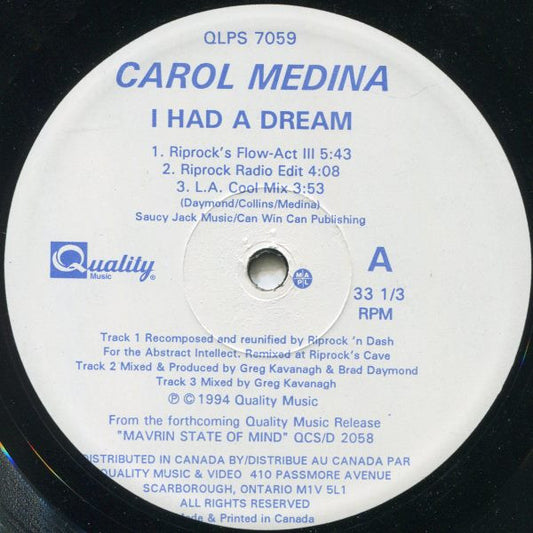 QLPS 7059
CAROL MEDINA
I HAD A DREAM
1. Riprock's Flow-Act III 5:43
2. Riprock Radio Edit 4:08
3. L.A. Cool Mix 3:53
(Daymond/Collins/Medina)
Saucy Jack Music/Can Win Can Publishing
Quality
Music ®
MAPL
A
33 1/3
RPM
Track 1 Recomposed and reunified by Riprock 'n Dash
For the Abstract Intellect. Remixed at Riprock's Cave
Track 2 Mixed & Produced by Greg Kavanagh & Brad Daymond
Track 3 Mixed by Greg Kavanagh
℗ © 1994 Quality Music
From the forthcoming Quality Music Release
"MAVRIN STATE OF MIND" QCS/D 2058
DISTRIBUTED IN CANADA BY/DISTRIBUE AU CANADA PAR
QUALITY MUSIC & VIDEO 410 PASSMORE AVENUE
SCARBOROUGH, ONTARIO M1V 5L1
ALL RIGHTS RESERVED
& Printed in Canada